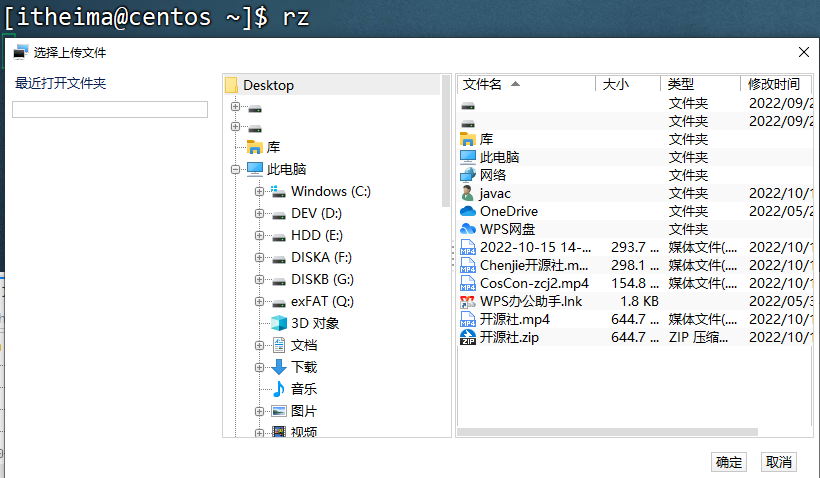 [itheima@centos ~]$ rz
选择上传文件
最近打开文件夹
Desktop
库
此电脑
Windows (C:)
DEV (D:)
HDD (E:)
DISKA (F:)
DISKB (G:)
exFAT (Q:)
3D 对象
文档
下载
音乐
图片
视频
文件名 大小 类型 修改时间
文件夹 2022/09/2
文件夹 2022/09/2
库 文件夹
此电脑 文件夹
网络 文件夹
javac 文件夹 2022/10/1
OneDrive 文件夹 2022/05/2
WPS网盘 文件夹
2022-10-15 14-... 293.7 ... 媒体文件(.... 2022/10/1
Chenjie开源社.m... 298.1 ... 媒体文件(.... 2022/10/1
CosCon-zcj2.mp4 154.8 ... 媒体文件(.... 2022/10/1
WPS办公助手.lnk 1.8 KB 2022/05/3
开源社.mp4 644.7 ... 媒体文件(.... 2022/10/1
开源社.zip 644.7 ... ZIP 压缩... 2022/10/1
确定 取消